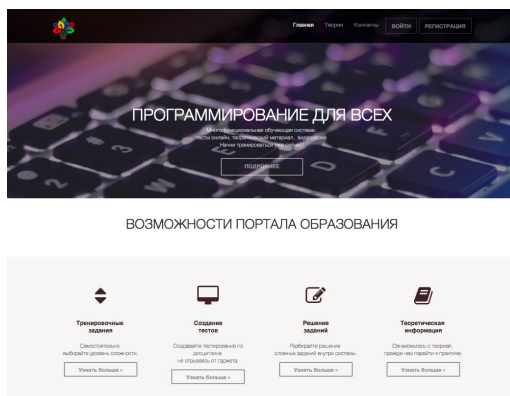 Главная Теория Контакты ВОЙТИ РЕГИСТРАЦИЯ
ПРОГРАММИРОВАНИЕ ДЛЯ ВСЕХ
Многофункциональная обучающая система:
тесты онлайн, теоретический материал, видеоуроки
Начни тренироваться уже сейчас!
ПОДРОБНЕЕ
ВОЗМОЖНОСТИ ПОРТАЛА ОБРАЗОВАНИЯ
Тренировочные
задания
Самостоятельно
выбирайте уровень сложности
Узнать больше »
Создание
тестов
Создавайте тестирование по
дисциплине
не отрываясь от гаджета.
Узнать больше »
Решение
заданий
Разбирайте решение
сложных заданий внутри системы.
Узнать больше »
Теоретическая
информация
Ознакомьтесь с теорией,
прежде чем перейти к практике.
Узнать больше »